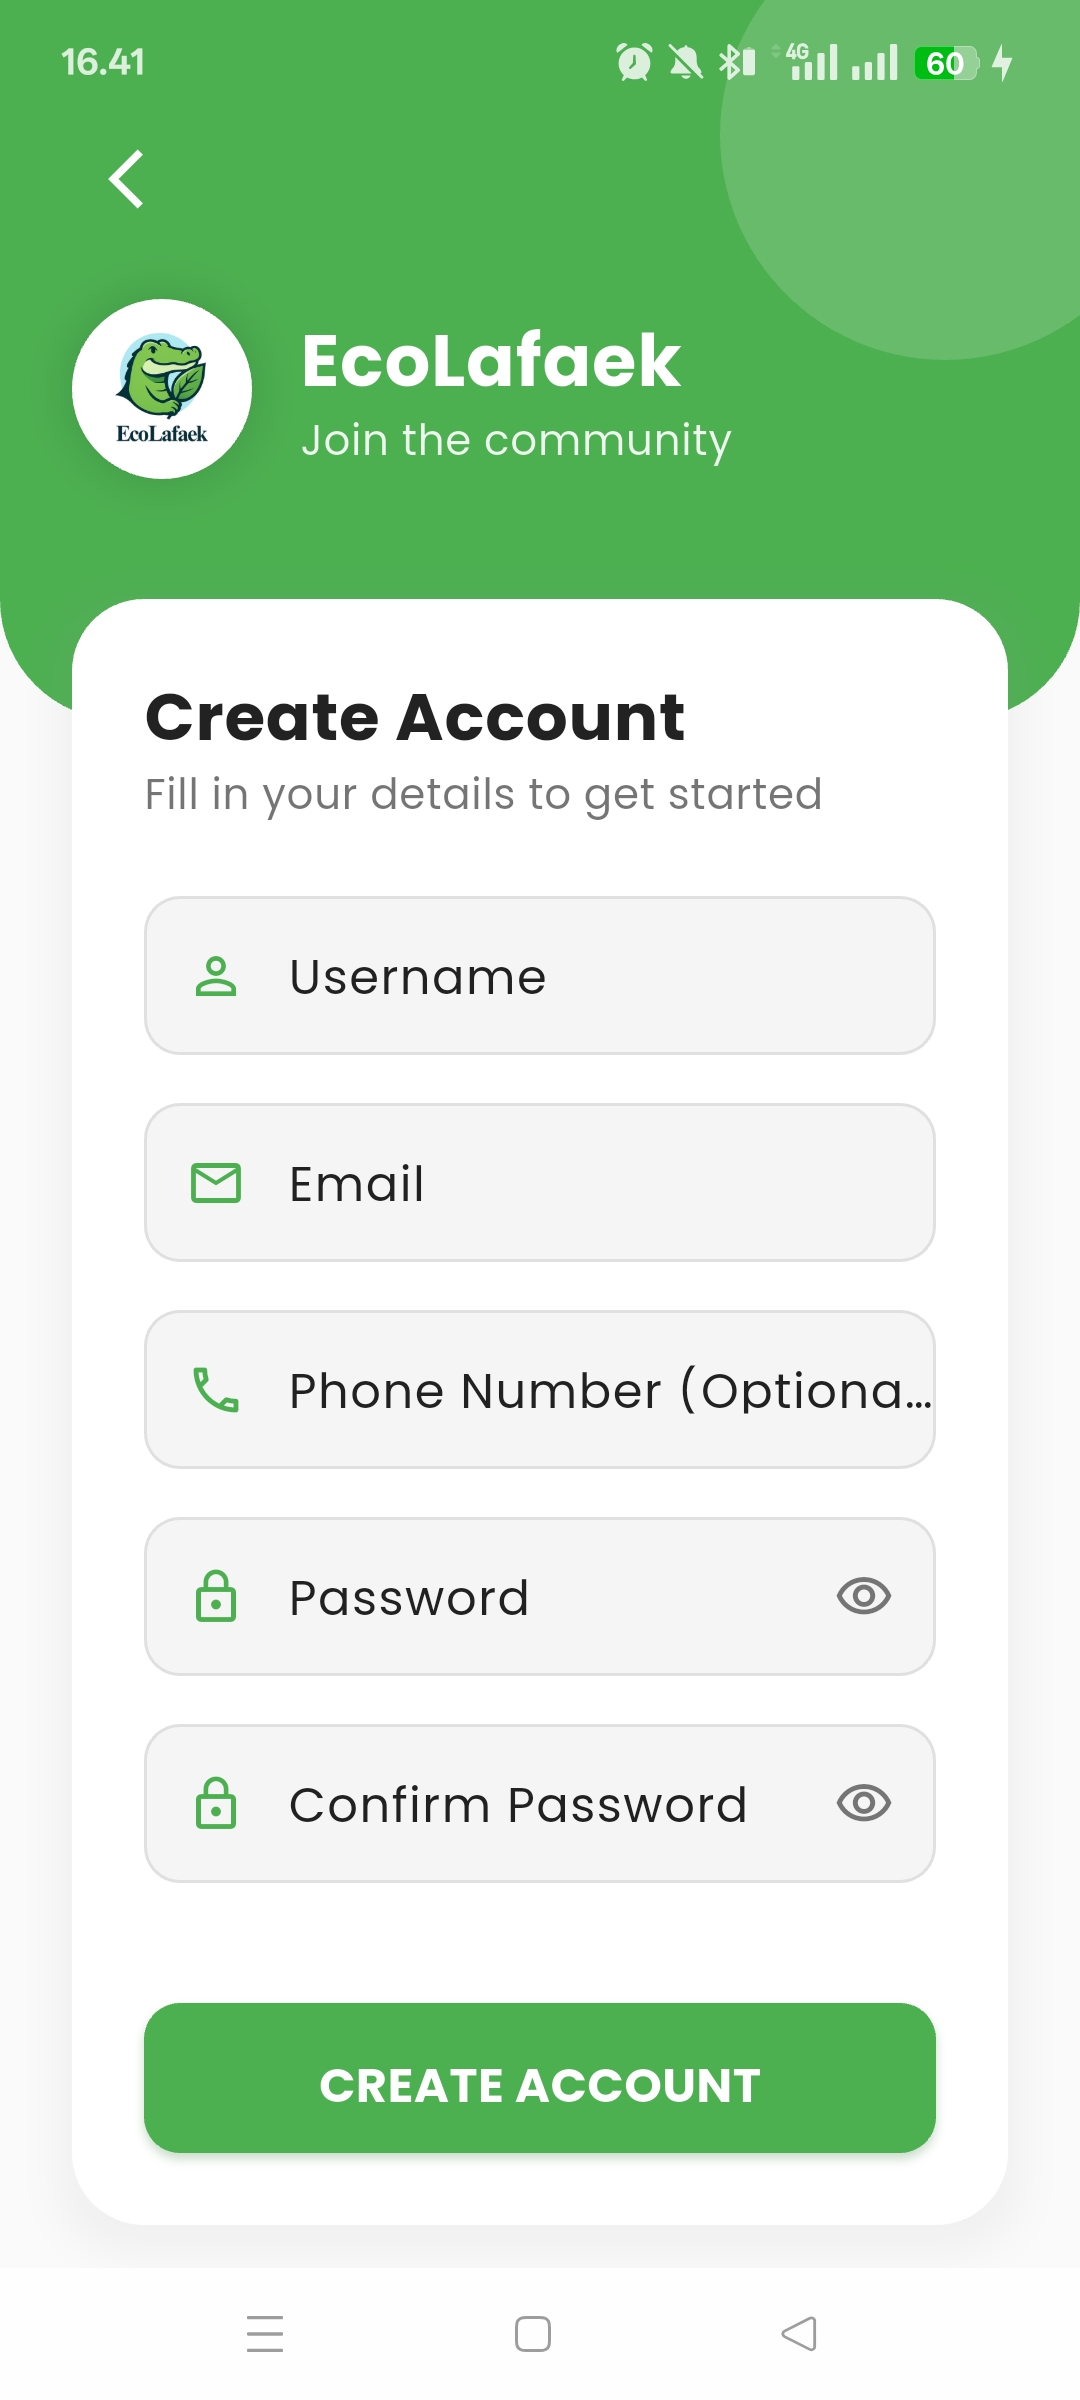 16.41
4G
60
EcoLafaek
EcoLafaek
Join the community
Create Account
Fill in your details to get started
Username
Email
Phone Number (Optiona...
Password
Confirm Password
CREATE ACCOUNT